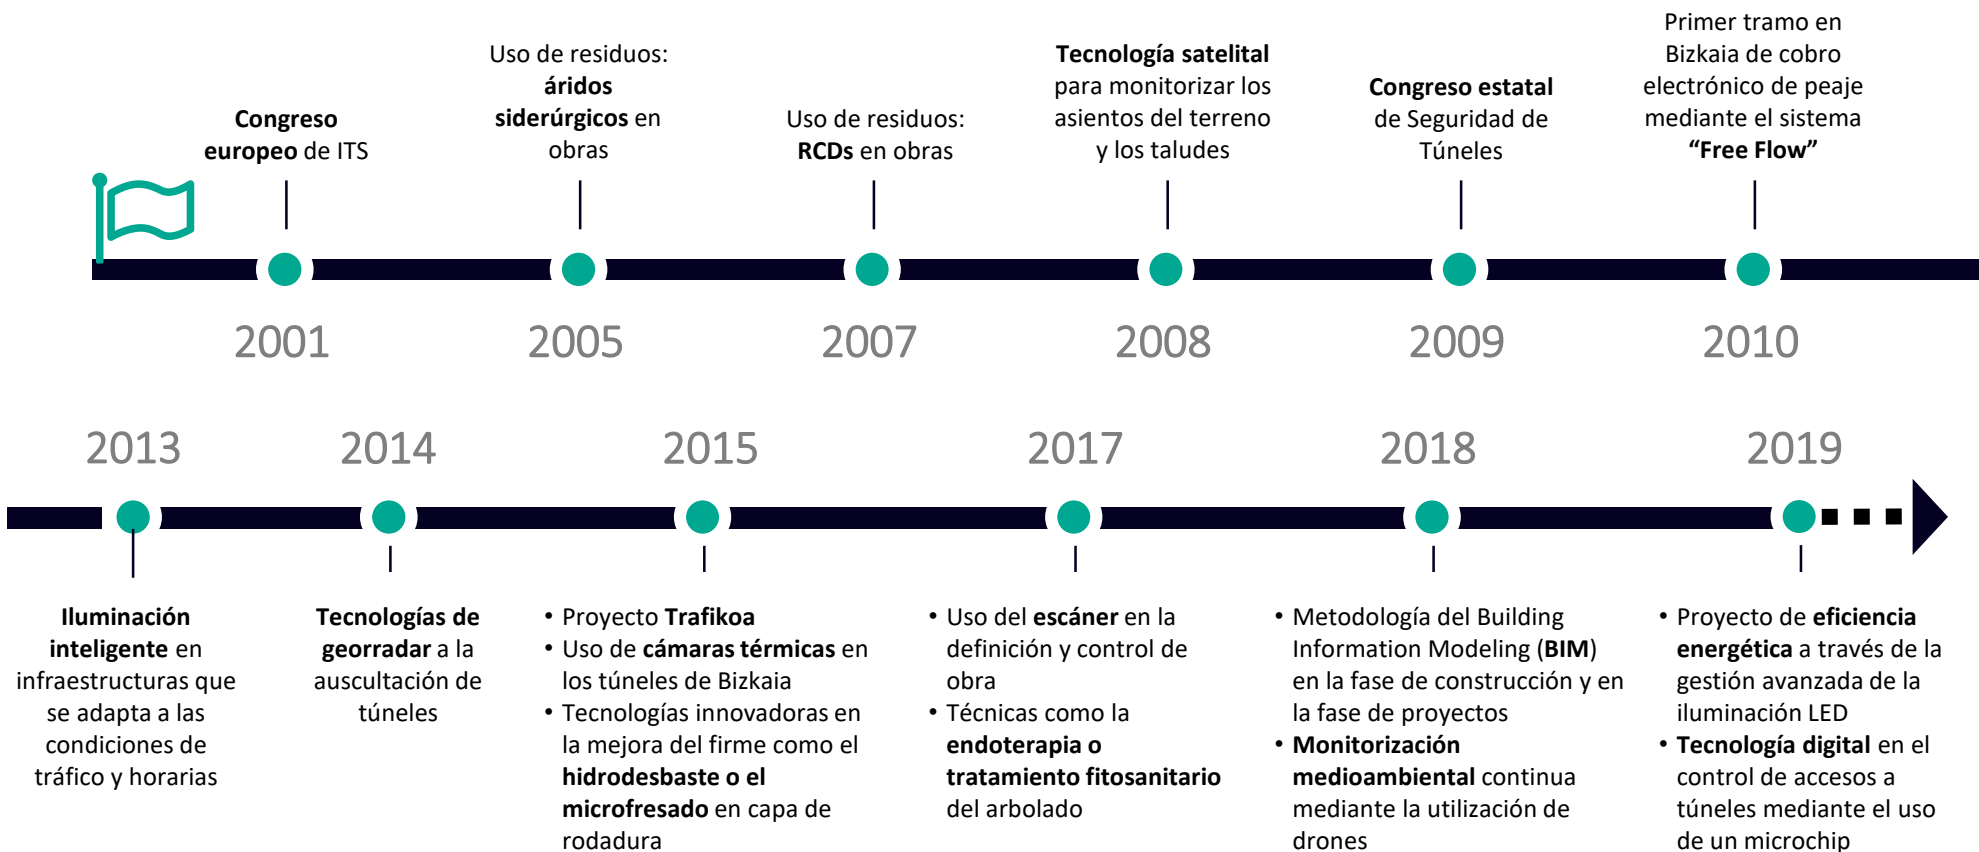 Congreso
europeo de ITS
Uso de residuos:
áridos
siderúrgicos en
obras
Uso de residuos:
RCDs en obras
Tecnología satelital
para monitorizar los
asientos del terreno
y los taludes
Congreso estatal
de Seguridad de
Túneles
Primer tramo en
Bizkaia de cobro
electrónico de peaje
mediante el sistema
“Free Flow”
2001
2005
2007
2008
2009
2010
2013
2014
2015
2017
2018
2019
Iluminación
inteligente en
infraestructuras que
se adapta a las
condiciones de
tráfico y horarias
Tecnologías de
georradar a la
auscultación de
túneles
• Proyecto Trafikoa
• Uso de cámaras térmicas en
los túneles de Bizkaia
• Tecnologías innovadoras en
la mejora del firme como el
hidrodesbaste o el
microfresado en capa de
rodadura
• Uso del escáner en la
definición y control de
obra
• Técnicas como la
endoterapia o
tratamiento fitosanitario
del arbolado
• Metodología del Building
Information Modeling (BIM)
en la fase de construcción y en
la fase de proyectos
• Monitorización
medioambiental continua
mediante la utilización de
drones
• Proyecto de eficiencia
energética a través de la
gestión avanzada de la
iluminación LED
• Tecnología digital en el
control de accesos a
túneles mediante el uso
de un microchip